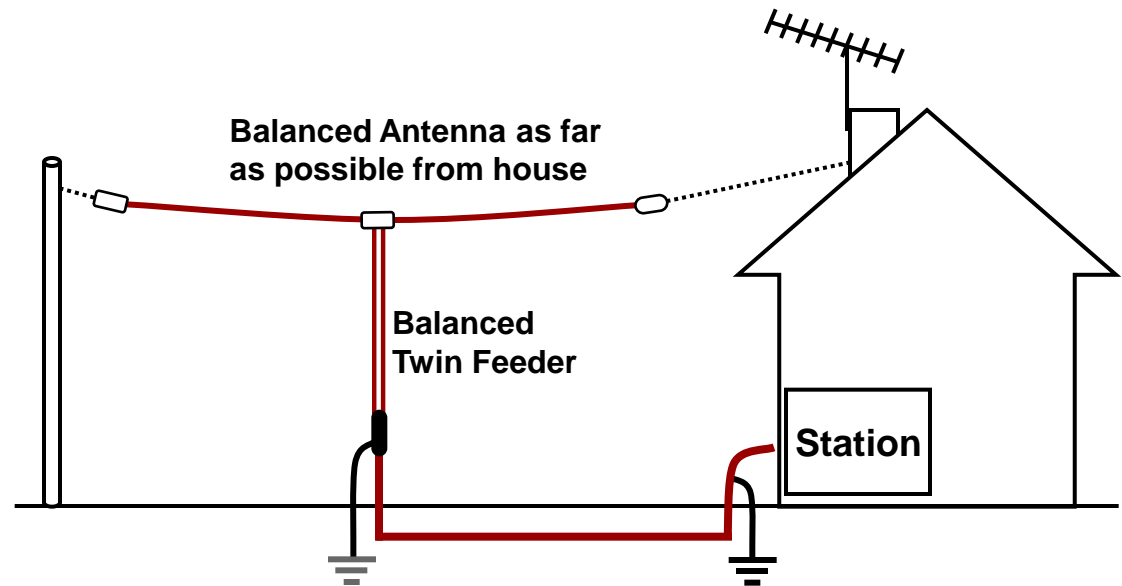 Balanced Antenna as far
as possible from house
Balanced
Twin Feeder
Station